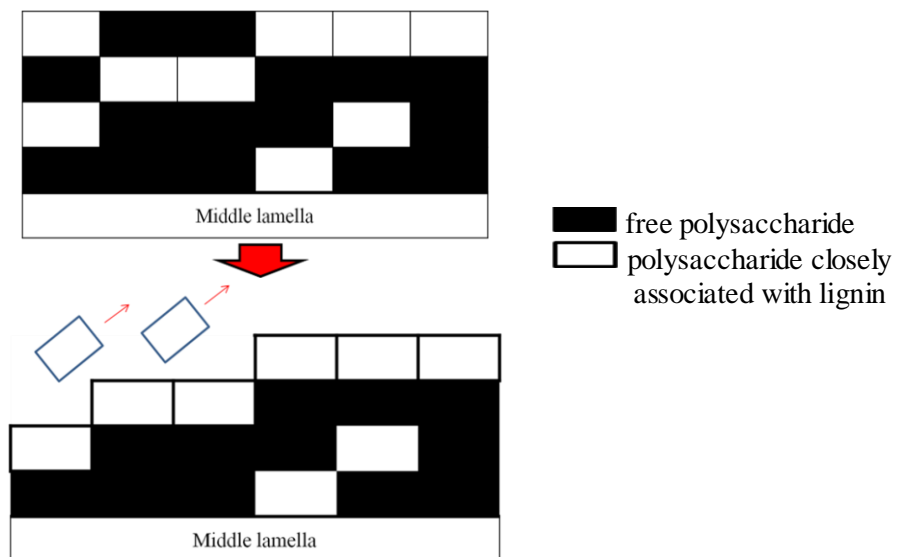 Middle lamella
free polysaccharide
polysaccharide closely
associated with lignin
Middle lamella